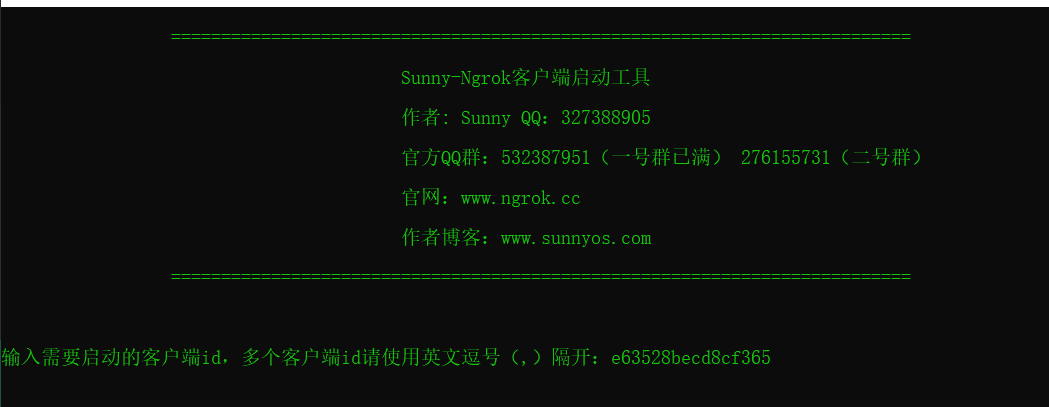 ==========================================================================
Sunny-Ngrok客户端启动工具
作者: Sunny QQ：327388905
官方QQ群：532387951（一号群已满） 276155731（二号群）
官网：www.ngrok.cc
作者博客：www.sunnyos.com
==========================================================================
输入需要启动的客户端id，多个客户端id请使用英文逗号（,）隔开：e63528becd8cf365